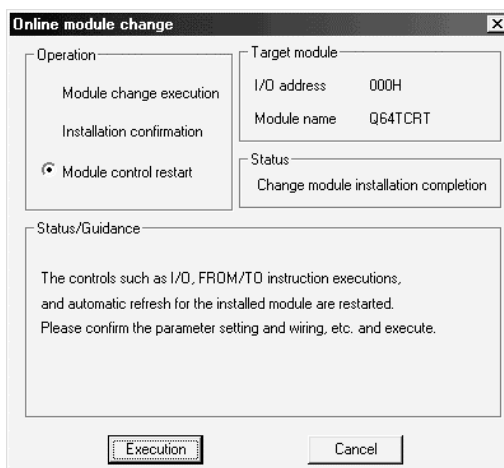 Online module change
Operation
Module change execution
Installation confirmation
Module control restart
Target module
I/O address 000H
Module name Q64TCRT
Status
Change module installation completion
Status/Guidance
The controls such as I/O, FROM/TO instruction executions,
and automatic refresh for the installed module are restarted.
Please confirm the parameter setting and wiring, etc. and execute.
Execution
Cancel